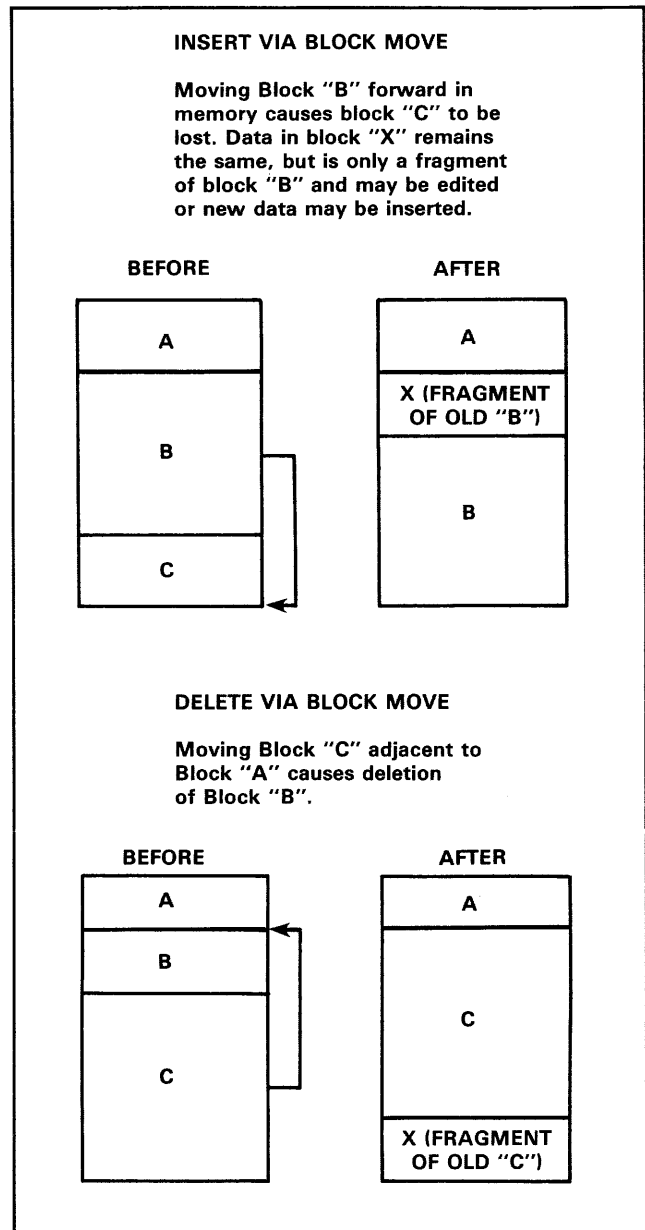 INSERT VIA BLOCK MOVE
Moving Block "B" forward in
memory causes block "C" to be
lost. Data in block "X" remains
the same, but is only a fragment
of block "B" and may be edited
or new data may be inserted.
BEFORE
AFTER
A
B
C
A
X (FRAGMENT
OF OLD "B")
B
DELETE VIA BLOCK MOVE
Moving Block "C" adjacent to
Block "A" causes deletion
of Block "B".
BEFORE
AFTER
A
B
C
A
C
X (FRAGMENT
OF OLD "C")